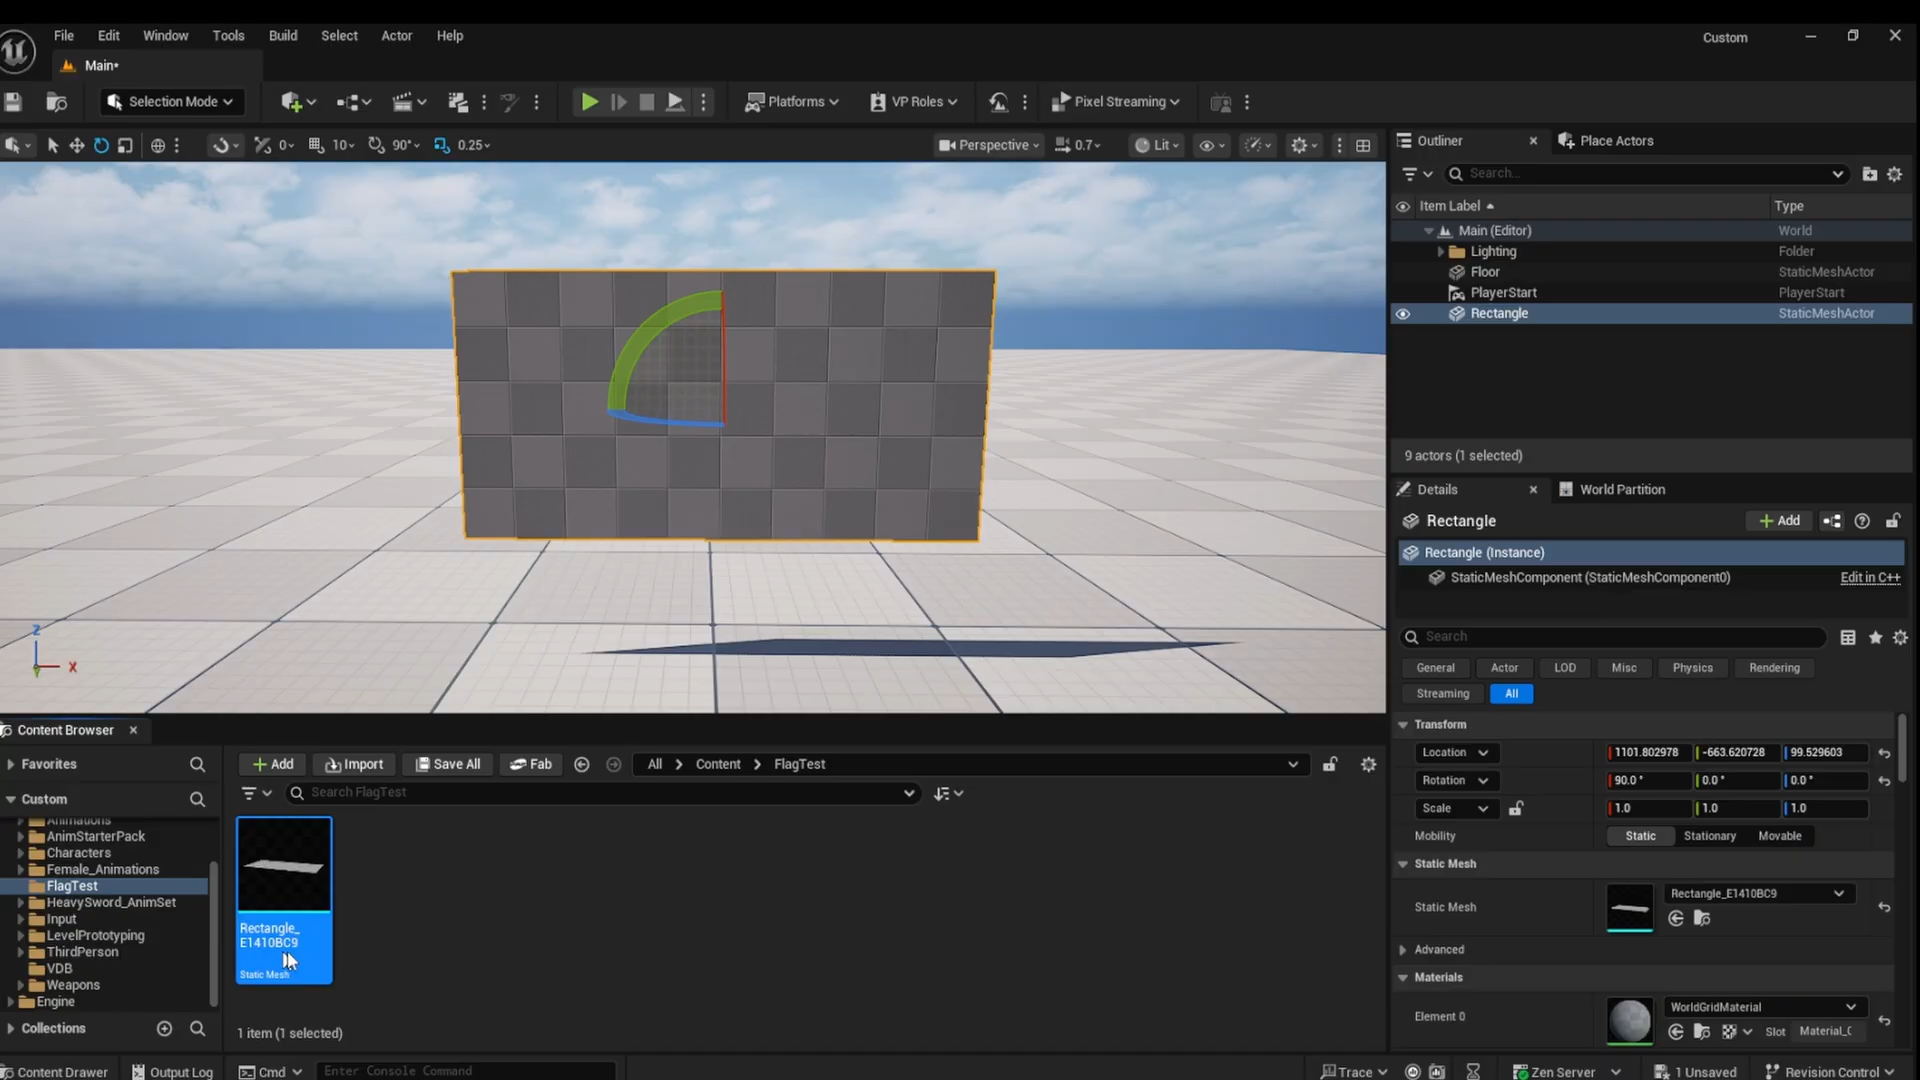 File Edit Window Tools Build Select Actor Help
Custom
Main*
Selection Mode
Platforms
VP Roles
Pixel Streaming
0
10
90°
0.25
Perspective
0.7
Lit
Outliner
Place Actors
Search...
Item Label
Type
Main (Editor)
World
Lighting
Folder
Floor
StaticMeshActor
PlayerStart
PlayerStart
Rectangle
StaticMeshActor
9 actors (1 selected)
Details
World Partition
Rectangle
Add
Rectangle (Instance)
StaticMeshComponent (StaticMeshComponent0)
Edit in C++
Search
General
Actor
LOD
Misc
Physics
Rendering
Streaming
All
Transform
Location
1101.802978
-663.620728
99.529603
Rotation
90.0 °
0.0 °
0.0 °
Scale
1.0
1.0
1.0
Mobility
Static
Stationary
Movable
Static Mesh
Static Mesh
Rectangle_E1410BC9
Advanced
Materials
Element 0
WorldGridMaterial
Slot
Z
X
Content Browser
Favorites
Custom
Animations
AnimStarterPack
Characters
Female_Animations
FlagTest
HeavySword_AnimSet
Input
LevelPrototyping
ThirdPerson
VDB
Weapons
Engine
Collections
Add
Import
Save All
Fab
All
Content
FlagTest
Search FlagTest
Rectangle_
E1410BC9
Static Mesh
1 item (1 selected)
Content Drawer
Output Log
Cmd
Enter Console Command
Trace
Zen Server
1 Unsaved
Revision Control